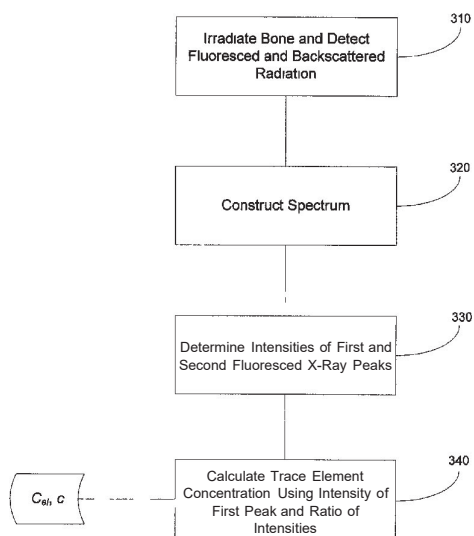 310
Irradiate Bone and Detect
Fluoresced and Backscattered
Radiation
320
Construct Spectrum
330
Determine Intensities of First and
Second Fluoresced X-Ray Peaks
340
Calculate Trace Element
Concentration Using Intensity of
First Peak and Ratio of
Intensities
Cel, c